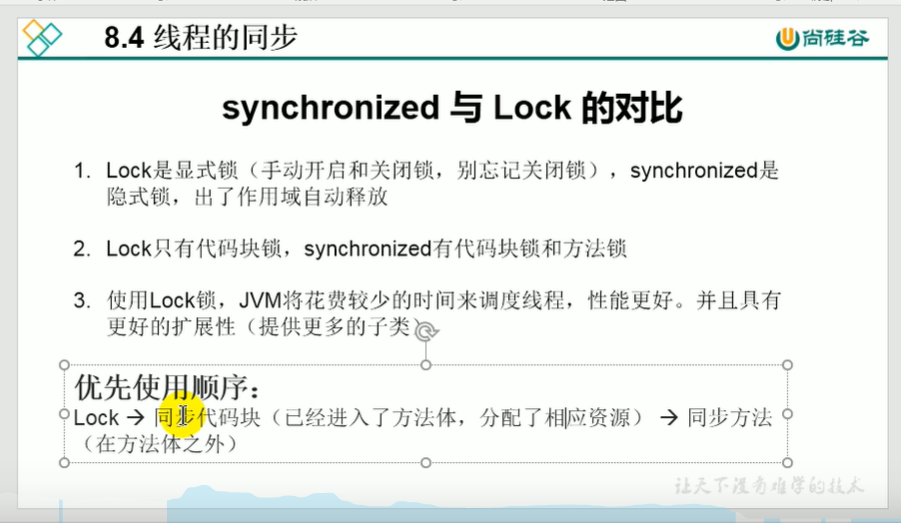 8.4 线程的同步
尚硅谷
synchronized 与 Lock 的对比
1. Lock是显式锁（手动开启和关闭锁，别忘记关闭锁），synchronized是
隐式锁，出了作用域自动释放
2. Lock只有代码块锁，synchronized有代码块锁和方法锁
3. 使用Lock锁，JVM将花费较少的时间来调度线程，性能更好。并且具有
更好的扩展性（提供更多的子类）
优先使用顺序：
Lock → 同步代码块（已经进入了方法体，分配了相应资源） → 同步方法
（在方法体之外）
让天下没有难学的技术